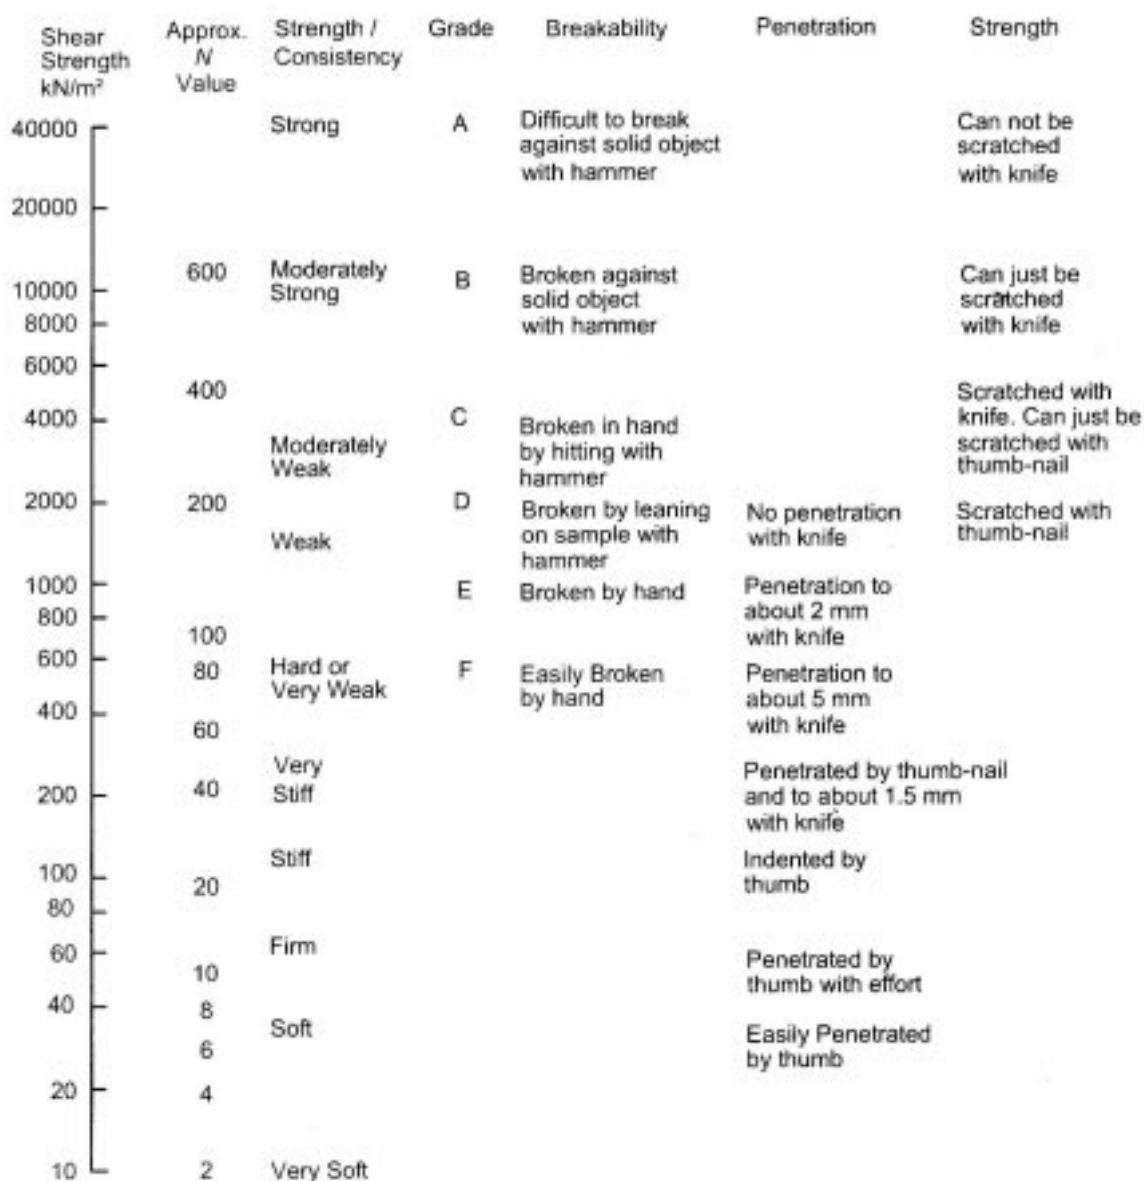 Shear
Strength
kN/m²
Approx.
N
Value
Strength /
Consistency
Grade
Breakability
Penetration
Strength
40000
Strong
A
Difficult to break
against solid object
with hammer
Can not be
scratched
with knife
20000
600
Moderately
Strong
B
Broken against
solid object
with hammer
Can just be
scratched
with knife
10000
8000
6000
400
Scratched with
knife. Can just be
scratched with
thumb-nail
4000
C
Broken in hand
by hitting with
hammer
Moderately
Weak
2000
200
D
Broken by leaning
on sample with
hammer
No penetration
with knife
Scratched with
thumb-nail
Weak
1000
E
Broken by hand
Penetration to
about 2 mm
with knife
800
100
600
80
Hard or
Very Weak
F
Easily Broken
by hand
Penetration to
about 5 mm
with knife
400
60
Very
Stiff
Penetrated by thumb-nail
and to about 1.5 mm
with knife
200
40
Stiff
Indented by
thumb
100
20
80
Firm
60
Penetrated by
thumb with effort
10
40
8
Soft
Easily Penetrated
by thumb
6
20
4
10
2
Very Soft